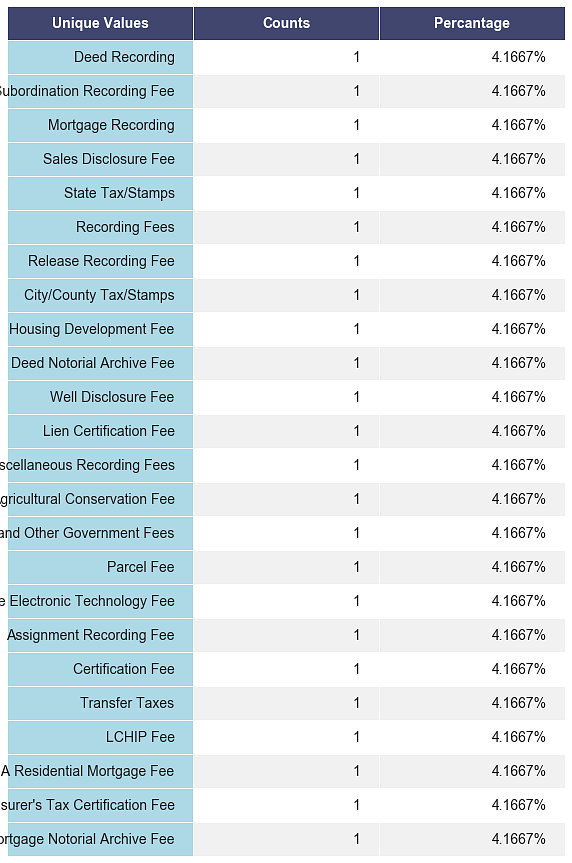 Unique Values Counts Percantage
Deed Recording 1 4.1667%
Subordination Recording Fee 1 4.1667%
Mortgage Recording 1 4.1667%
Sales Disclosure Fee 1 4.1667%
State Tax/Stamps 1 4.1667%
Recording Fees 1 4.1667%
Release Recording Fee 1 4.1667%
City/County Tax/Stamps 1 4.1667%
Housing Development Fee 1 4.1667%
Deed Notorial Archive Fee 1 4.1667%
Well Disclosure Fee 1 4.1667%
Lien Certification Fee 1 4.1667%
scellaneous Recording Fees 1 4.1667%
gricultural Conservation Fee 1 4.1667%
and Other Government Fees 1 4.1667%
Parcel Fee 1 4.1667%
e Electronic Technology Fee 1 4.1667%
Assignment Recording Fee 1 4.1667%
Certification Fee 1 4.1667%
Transfer Taxes 1 4.1667%
LCHIP Fee 1 4.1667%
A Residential Mortgage Fee 1 4.1667%
surer's Tax Certification Fee 1 4.1667%
ortgage Notorial Archive Fee 1 4.1667%